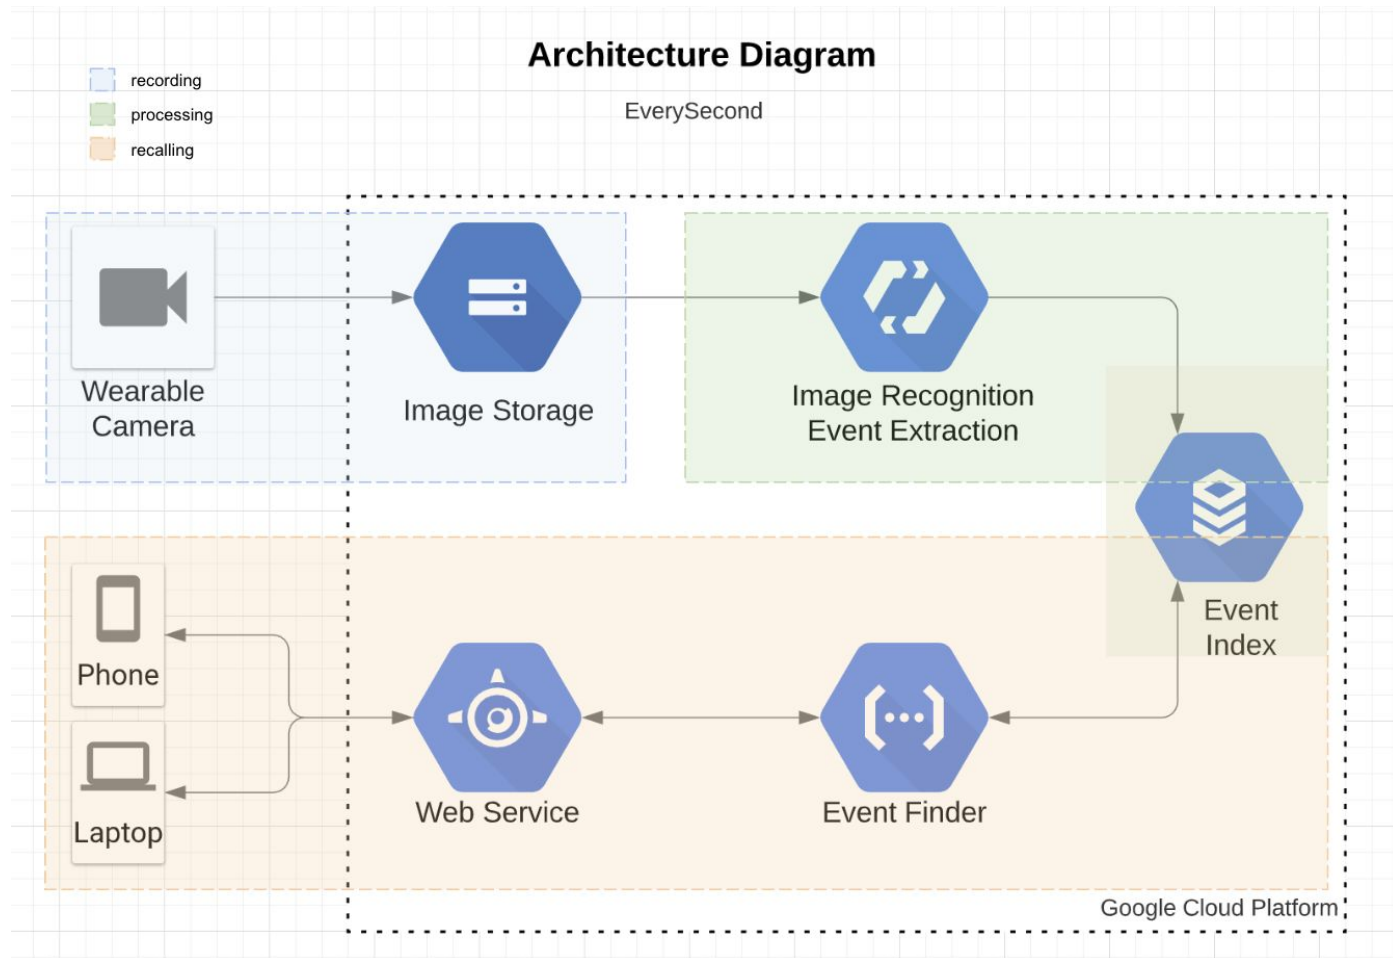 Architecture Diagram
EverySecond
recording
processing
recalling
Wearable
Camera
Image Storage
Image Recognition
Event Extraction
Event
Index
Phone
Laptop
Web Service
Event Finder
Google Cloud Platform